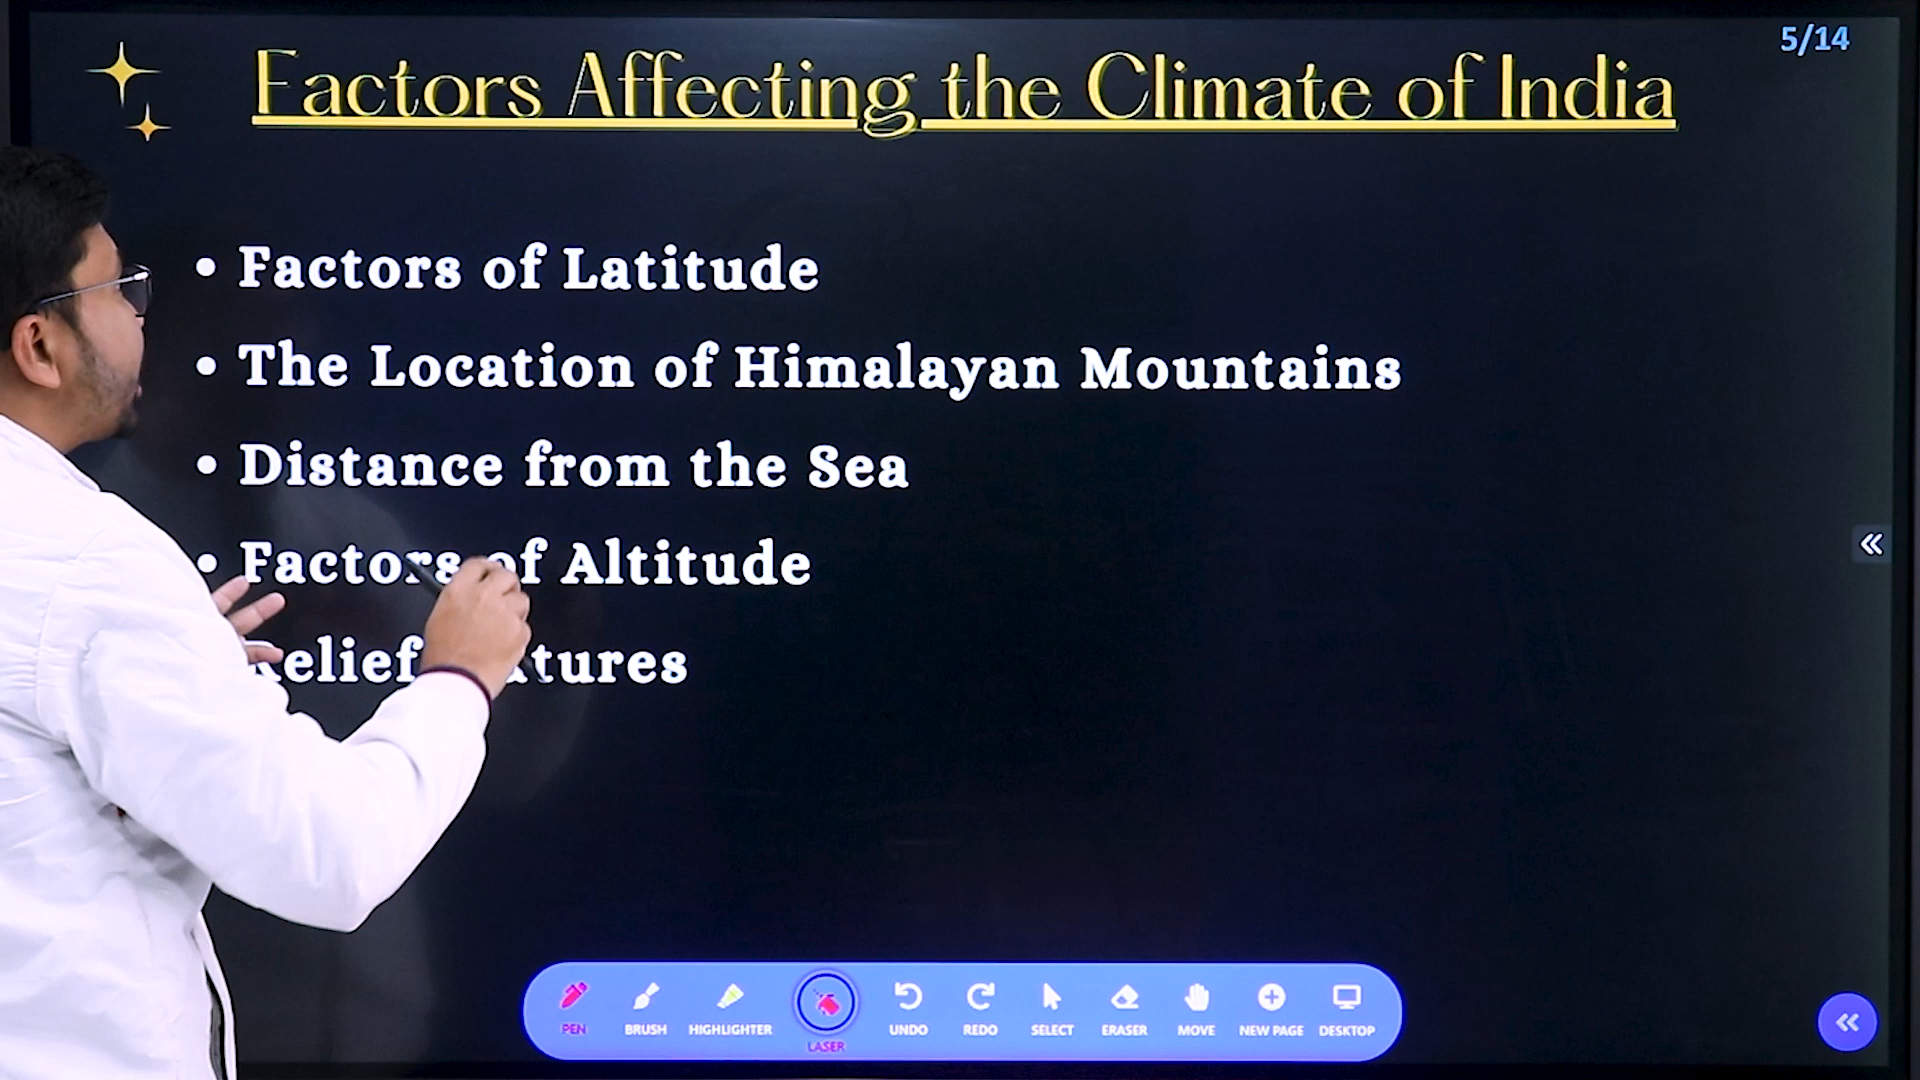 5/14
Factors Affecting the Climate of India
• Factors of Latitude
• The Location of Himalayan Mountains
• Distance from the Sea
• Factors of Altitude
Relief
PEN
BRUSH
HIGHLIGHTER
LASER
UNDO
REDO
SELECT
ERASER
MOVE
NEW PAGE
DESKTOP